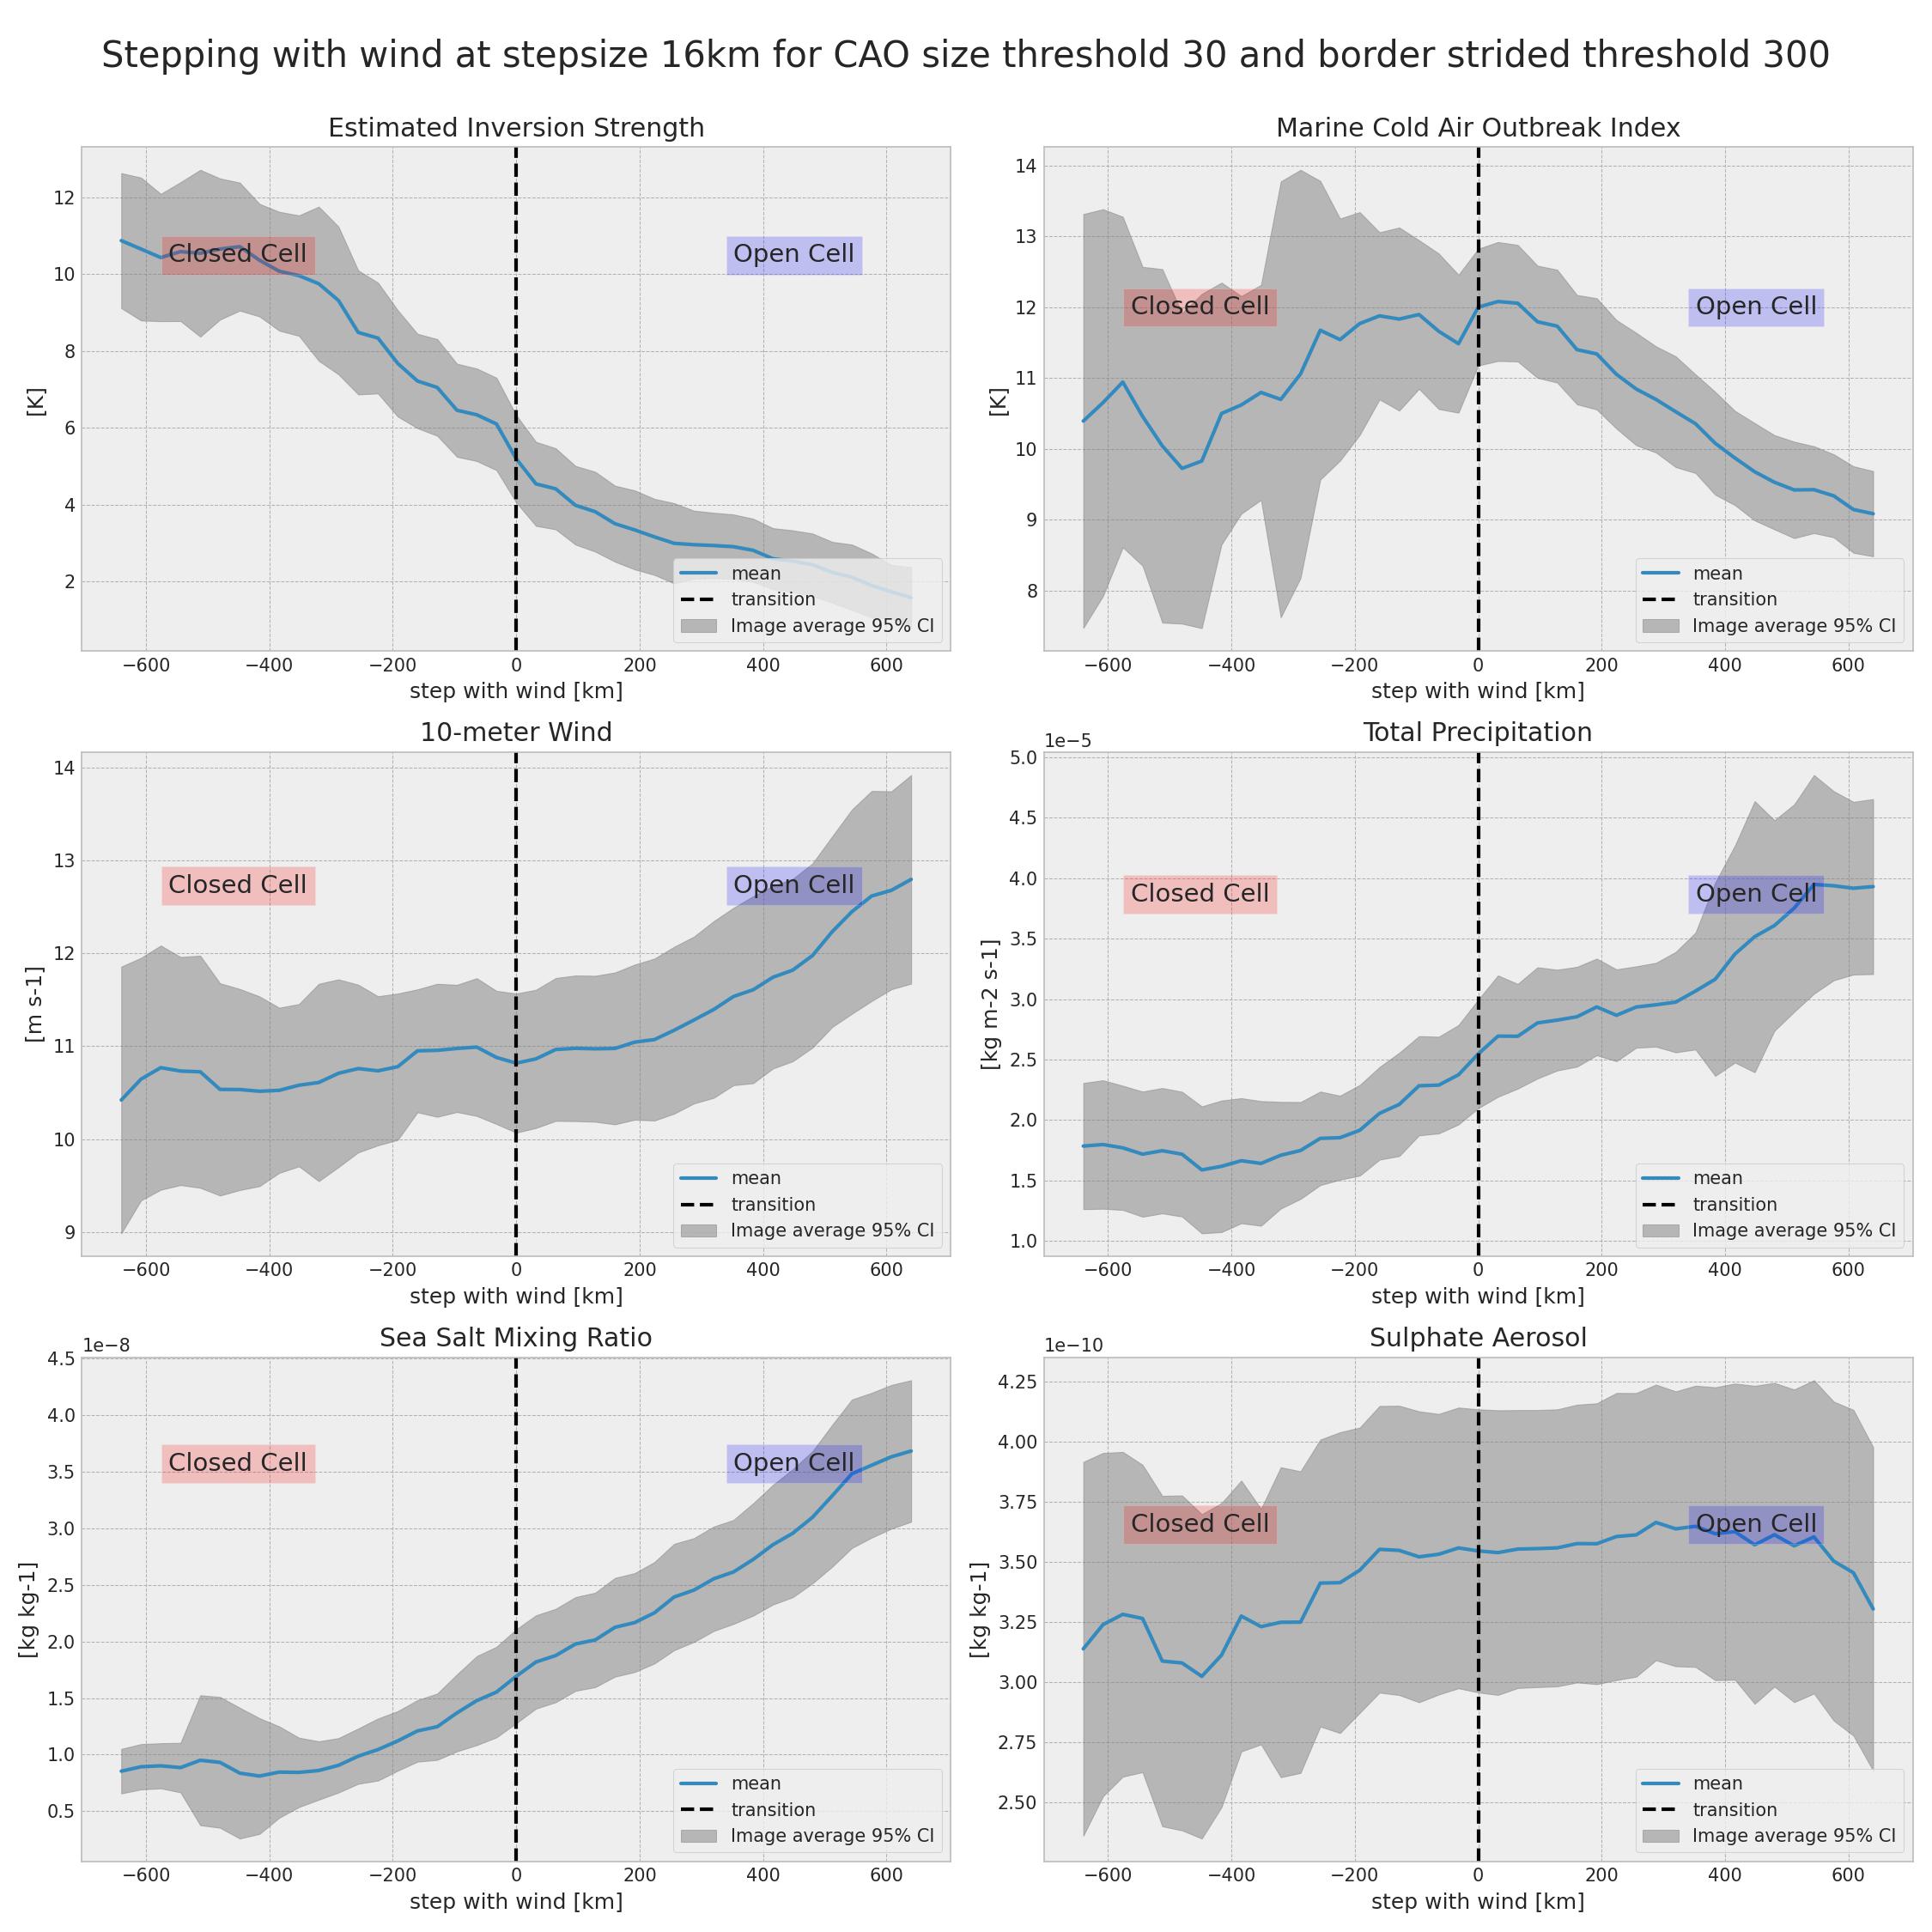 Stepping with wind at stepsize 16km for CAO size threshold 30 and border strided threshold 300
Estimated Inversion Strength
[K]
12
10
8
6
4
2
Closed Cell
Open Cell
mean
transition
Image average 95% CI
−600 −400 −200 0 200 400 600
step with wind [km]
Marine Cold Air Outbreak Index
[K]
14
13
12
11
10
9
8
Closed Cell
Open Cell
mean
transition
Image average 95% CI
−600 −400 −200 0 200 400 600
step with wind [km]
10-meter Wind
[m s-1]
14
13
12
11
10
9
Closed Cell
Open Cell
mean
transition
Image average 95% CI
−600 −400 −200 0 200 400 600
step with wind [km]
Total Precipitation
1e−5
[kg m-2 s-1]
5.0
4.5
4.0
3.5
3.0
2.5
2.0
1.5
1.0
Closed Cell
Open Cell
mean
transition
Image average 95% CI
−600 −400 −200 0 200 400 600
step with wind [km]
Sea Salt Mixing Ratio
1e−8
[kg kg-1]
4.5
4.0
3.5
3.0
2.5
2.0
1.5
1.0
0.5
Closed Cell
Open Cell
mean
transition
Image average 95% CI
−600 −400 −200 0 200 400 600
step with wind [km]
Sulphate Aerosol
1e−10
[kg kg-1]
4.25
4.00
3.75
3.50
3.25
3.00
2.75
2.50
Closed Cell
Open Cell
mean
transition
Image average 95% CI
−600 −400 −200 0 200 400 600
step with wind [km]